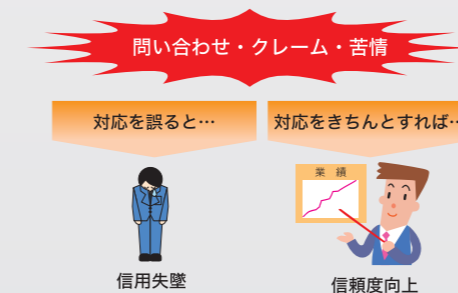 問い合わせ・クレーム・苦情
対応を誤ると…
対応をきちんとすれば…
業 績
信用失墜
信頼度向上